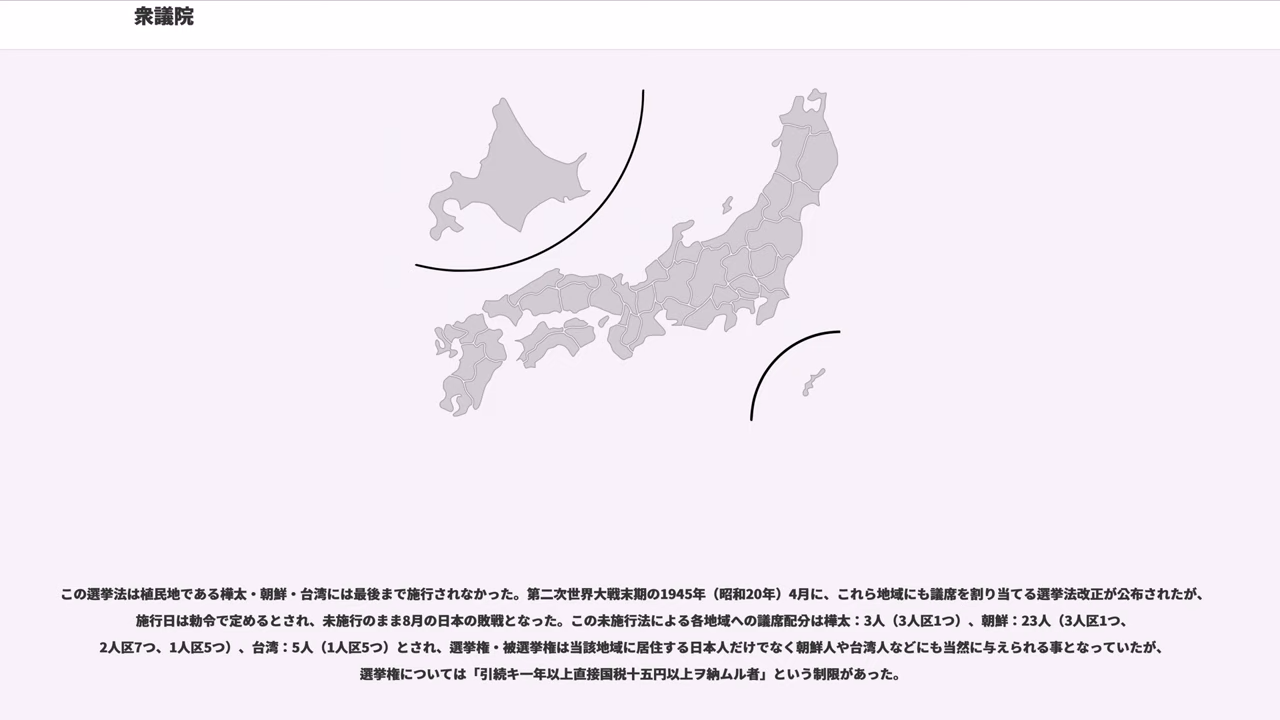 衆議院
この選挙法は植民地である樺太・朝鮮・台湾には最後まで施行されなかった。第二次世界大戦末期の1945年（昭和20年）4月に、これら地域にも議席を割り当てる選挙法改正が公布されたが、
施行日は勅令で定めるとされ、未施行のまま8月の日本の敗戦となった。この未施行法による各地域への議席配分は樺太：3人（3人区1つ）、朝鮮：23人（3人区1つ、
2人区7つ、1人区5つ）、台湾：5人（1人区5つ）とされ、選挙権・被選挙権は当該地域に居住する日本人だけでなく朝鮮人や台湾人などにも当然に与えられる事となっていたが、
選挙権については「引続キ一年以上直接国税十五円以上ヲ納ムル者」という制限があった。